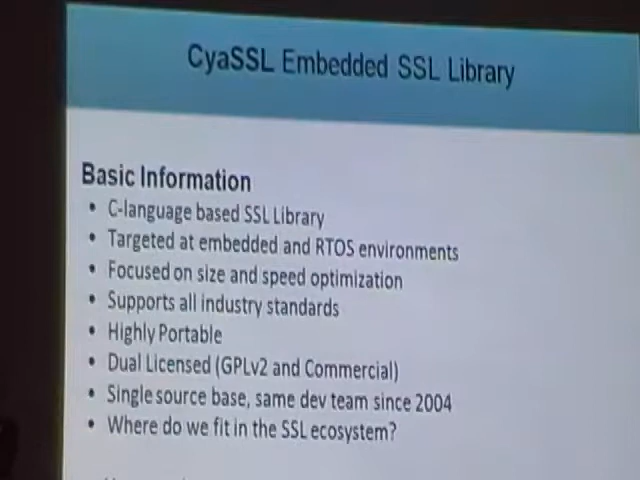 CyaSSL Embedded SSL Library
Basic Information
• C-language based SSL Library
• Targeted at embedded and RTOS environments
• Focused on size and speed optimization
• Supports all industry standards
• Highly Portable
• Dual Licensed (GPLv2 and Commercial)
• Single source base, same dev team since 2004
• Where do we fit in the SSL ecosystem?